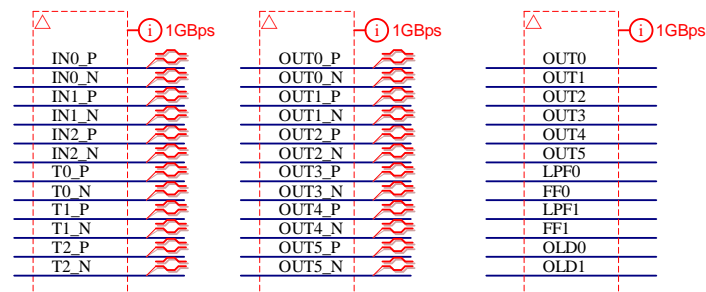 1GBps
IN0_P
IN0_N
IN1_P
IN1_N
IN2_P
IN2_N
T0_P
T0_N
T1_P
T1_N
T2_P
T2_N
1GBps
OUT0_P
OUT0_N
OUT1_P
OUT1_N
OUT2_P
OUT2_N
OUT3_P
OUT3_N
OUT4_P
OUT4_N
OUT5_P
OUT5_N
1GBps
OUT0
OUT1
OUT2
OUT3
OUT4
OUT5
LPF0
FF0
LPF1
FF1
OLD0
OLD1